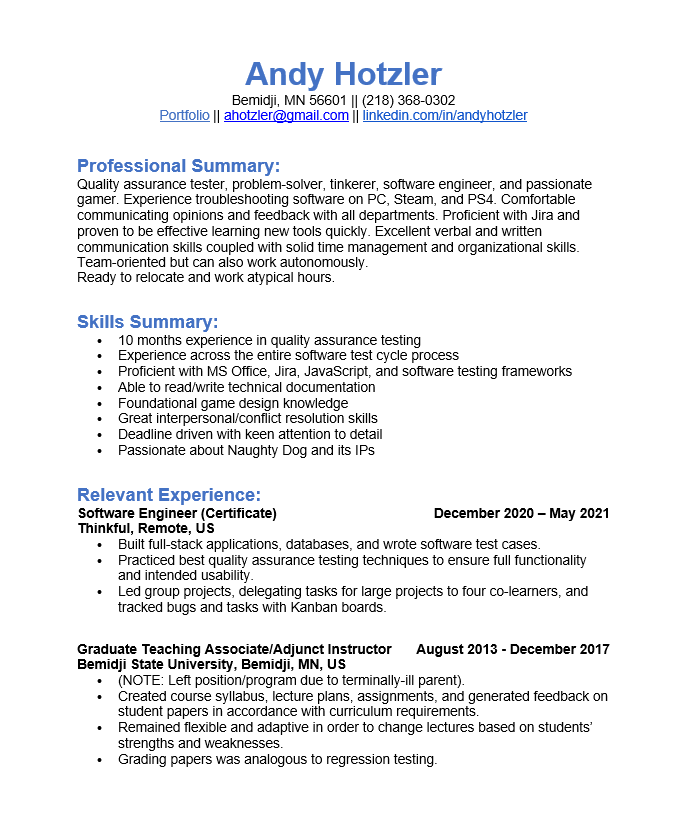 Andy Hotzler
Bemidji, MN 56601 || (218) 368-0302
Portfolio || ahotzler@gmail.com || linkedin.com/in/andyhotzler
Professional Summary:
Quality assurance tester, problem-solver, tinkerer, software engineer, and passionate
gamer. Experience troubleshooting software on PC, Steam, and PS4. Comfortable
communicating opinions and feedback with all departments. Proficient with Jira and
proven to be effective learning new tools quickly. Excellent verbal and written
communication skills coupled with solid time management and organizational skills.
Team-oriented but can also work autonomously.
Ready to relocate and work atypical hours.
Skills Summary:
• 10 months experience in quality assurance testing
• Experience across the entire software test cycle process
• Proficient with MS Office, Jira, JavaScript, and software testing frameworks
• Able to read/write technical documentation
• Foundational game design knowledge
• Great interpersonal/conflict resolution skills
• Deadline driven with keen attention to detail
• Passionate about Naughty Dog and its IPs
Relevant Experience:
Software Engineer (Certificate) December 2020 – May 2021
Thinkful, Remote, US
• Built full-stack applications, databases, and wrote software test cases.
• Practiced best quality assurance testing techniques to ensure full functionality
and intended usability.
• Led group projects, delegating tasks for large projects to four co-learners, and
tracked bugs and tasks with Kanban boards.
Graduate Teaching Associate/Adjunct Instructor August 2013 - December 2017
Bemidji State University, Bemidji, MN, US
• (NOTE: Left position/program due to terminally-ill parent).
• Created course syllabus, lecture plans, assignments, and generated feedback on
student papers in accordance with curriculum requirements.
• Remained flexible and adaptive in order to change lectures based on students’
strengths and weaknesses.
• Grading papers was analogous to regression testing.